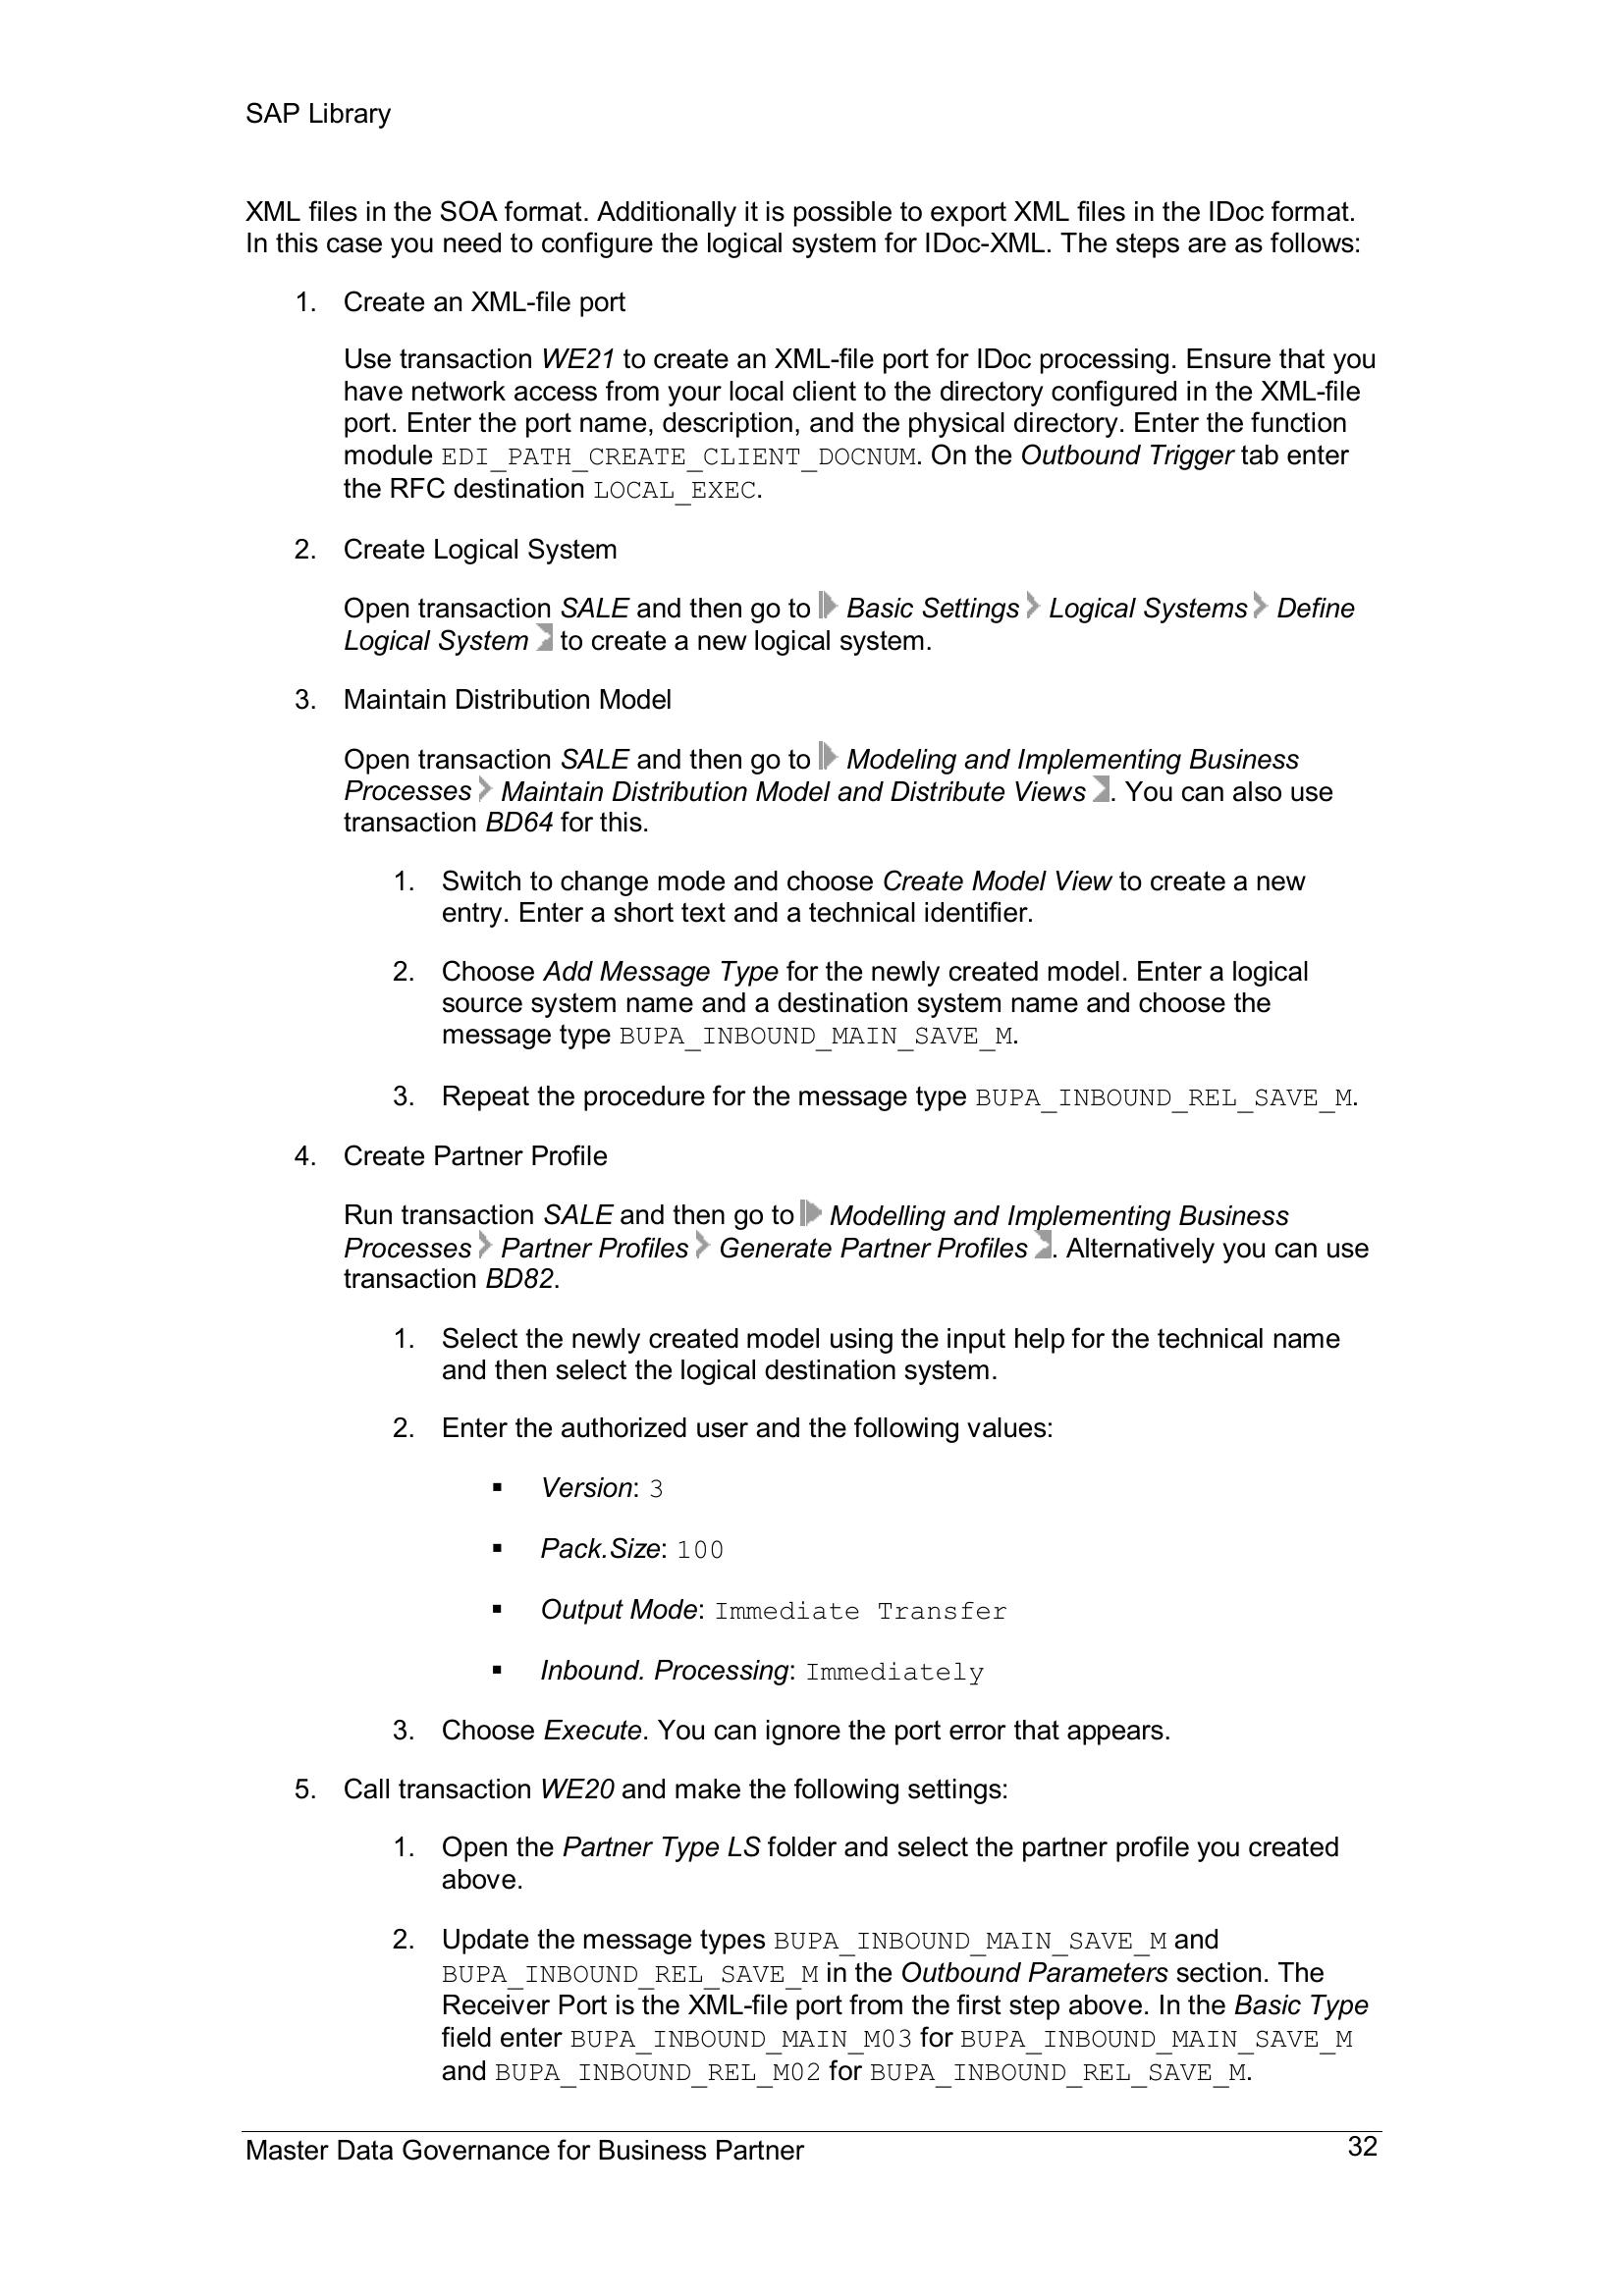 SAP Library
XML files in the SOA format. Additionally it is possible to export XML files in the IDoc format.
In this case you need to configure the logical system for IDoc-XML. The steps are as follows:
1. Create an XML-file port
Use transaction WE21 to create an XML-file port for IDoc processing. Ensure that you
have network access from your local client to the directory configured in the XML-file
port. Enter the port name, description, and the physical directory. Enter the function
module EDI_PATH_CREATE_CLIENT_DOCNUM. On the Outbound Trigger tab enter
the RFC destination LOCAL_EXEC.
2. Create Logical System
Open transaction SALE and then go to Basic Settings Logical Systems Define
Logical System to create a new logical system.
3. Maintain Distribution Model
Open transaction SALE and then go to Modeling and Implementing Business
Processes Maintain Distribution Model and Distribute Views . You can also use
transaction BD64 for this.
1. Switch to change mode and choose Create Model View to create a new
entry. Enter a short text and a technical identifier.
2. Choose Add Message Type for the newly created model. Enter a logical
source system name and a destination system name and choose the
message type BUPA_INBOUND_MAIN_SAVE_M.
3. Repeat the procedure for the message type BUPA_INBOUND_REL_SAVE_M.
4. Create Partner Profile
Run transaction SALE and then go to Modelling and Implementing Business
Processes Partner Profiles Generate Partner Profiles . Alternatively you can use
transaction BD82.
1. Select the newly created model using the input help for the technical name
and then select the logical destination system.
2. Enter the authorized user and the following values:
▪ Version: 3
▪ Pack.Size: 100
▪ Output Mode: Immediate Transfer
▪ Inbound. Processing: Immediately
3. Choose Execute. You can ignore the port error that appears.
5. Call transaction WE20 and make the following settings:
1. Open the Partner Type LS folder and select the partner profile you created
above.
2. Update the message types BUPA_INBOUND_MAIN_SAVE_M and
BUPA_INBOUND_REL_SAVE_M in the Outbound Parameters section. The
Receiver Port is the XML-file port from the first step above. In the Basic Type
field enter BUPA_INBOUND_MAIN_M03 for BUPA_INBOUND_MAIN_SAVE_M
and BUPA_INBOUND_REL_M02 for BUPA_INBOUND_REL_SAVE_M.
Master Data Governance for Business Partner 32